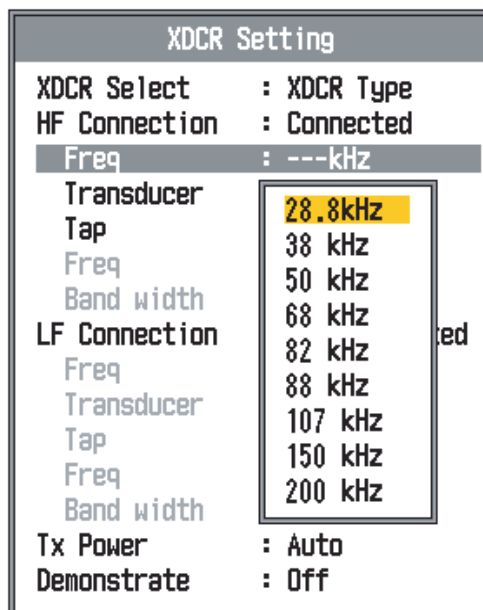 XDCR Setting
XDCR Select : XDCR Type
HF Connection : Connected
Freq : ---kHz
Transducer
Tap
Freq
Band width
LF Connection ted
Freq
Transducer
Tap
Freq
Band width
Tx Power : Auto
Demonstrate : Off
28.8kHz
38 kHz
50 kHz
68 kHz
82 kHz
88 kHz
107 kHz
150 kHz
200 kHz